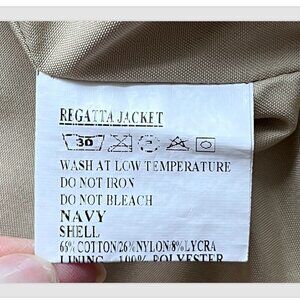 REGATTA JACKET
30
WASH AT LOW TEMPERATURE
DO NOT IRON
DO NOT BLEACH
NAVY
SHELL
COTTON/26%NYLON/8%LYCRA
LINING 100% POLYESTER